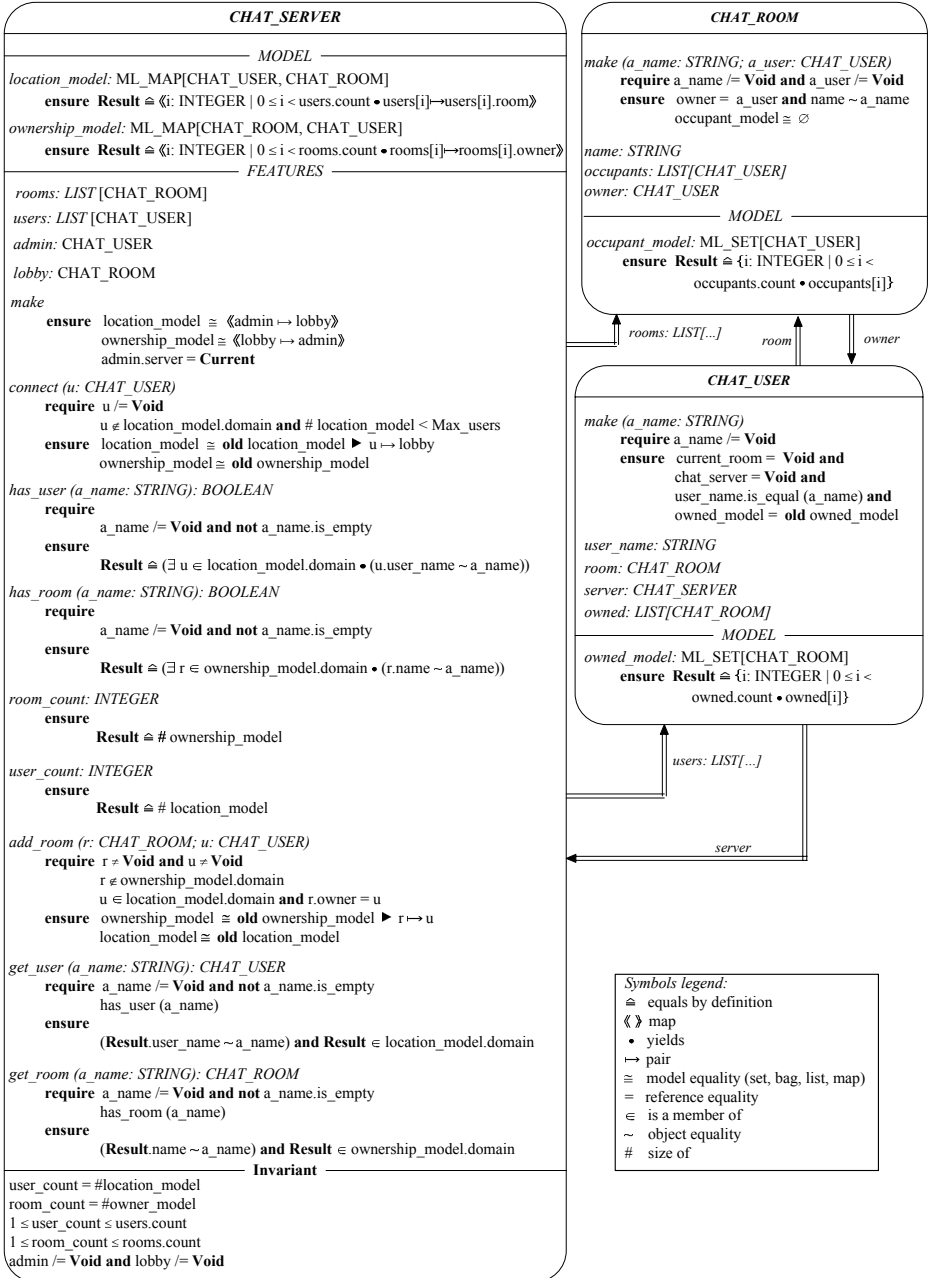 CHAT_SERVER
MODEL
location_model: ML_MAP[CHAT_USER, CHAT_ROOM]
ensure Result ≙ 《i: INTEGER | 0 ≤ i < users.count • users[i]↦users[i].room》
ownership_model: ML_MAP[CHAT_ROOM, CHAT_USER]
ensure Result ≙ 《i: INTEGER | 0 ≤ i < rooms.count • rooms[i]↦rooms[i].owner》
FEATURES
rooms: LIST [CHAT_ROOM]
users: LIST [CHAT_USER]
admin: CHAT_USER
lobby: CHAT_ROOM
make
ensure location_model ≅ 《admin ↦ lobby》
ownership_model ≅ 《lobby ↦ admin》
admin.server = Current
connect (u: CHAT_USER)
require u /= Void
u ∉ location_model.domain and # location_model < Max_users
ensure location_model ≅ old location_model ► u ↦ lobby
ownership_model ≅ old ownership_model
has_user (a_name: STRING): BOOLEAN
require
a_name /= Void and not a_name.is_empty
ensure
Result ≙ (∃ u ∈ location_model.domain • (u.user_name ~ a_name))
has_room (a_name: STRING): BOOLEAN
require
a_name /= Void and not a_name.is_empty
ensure
Result ≙ (∃ r ∈ ownership_model.domain • (r.name ~ a_name))
room_count: INTEGER
ensure
Result ≙ # ownership_model
user_count: INTEGER
ensure
Result ≙ # location_model
add_room (r: CHAT_ROOM; u: CHAT_USER)
require r ≠ Void and u ≠ Void
r ∉ ownership_model.domain
u ∈ location_model.domain and r.owner = u
ensure ownership_model ≅ old ownership_model ► r ↦ u
location_model ≅ old location_model
get_user (a_name: STRING): CHAT_USER
require a_name /= Void and not a_name.is_empty
has_user (a_name)
ensure
(Result.user_name ~ a_name) and Result ∈ location_model.domain
get_room (a_name: STRING): CHAT_ROOM
require a_name /= Void and not a_name.is_empty
has_room (a_name)
ensure
(Result.name ~ a_name) and Result ∈ ownership_model.domain
Invariant
user_count = #location_model
room_count = #owner_model
1 ≤ user_count ≤ users.count
1 ≤ room_count ≤ rooms.count
admin /= Void and lobby /= Void
CHAT_ROOM
make (a_name: STRING; a_user: CHAT_USER)
require a_name /= Void and a_user /= Void
ensure owner = a_user and name ~ a_name
occupant_model ≅ ∅
name: STRING
occupants: LIST[CHAT_USER]
owner: CHAT_USER
MODEL
occupant_model: ML_SET[CHAT_USER]
ensure Result ≙ {i: INTEGER | 0 ≤ i <
occupants.count • occupants[i]}
rooms: LIST[...]
room
owner
CHAT_USER
make (a_name: STRING)
require a_name /= Void
ensure current_room = Void and
chat_server = Void and
user_name.is_equal (a_name) and
owned_model = old owned_model
user_name: STRING
room: CHAT_ROOM
server: CHAT_SERVER
owned: LIST[CHAT_ROOM]
MODEL
owned_model: ML_SET[CHAT_ROOM]
ensure Result ≙ {i: INTEGER | 0 ≤ i <
owned.count • owned[i]}
users: LIST[...]
server
Symbols legend:
≙ equals by definition
《 》 map
• yields
↦ pair
≅ model equality (set, bag, list, map)
= reference equality
∈ is a member of
~ object equality
# size of